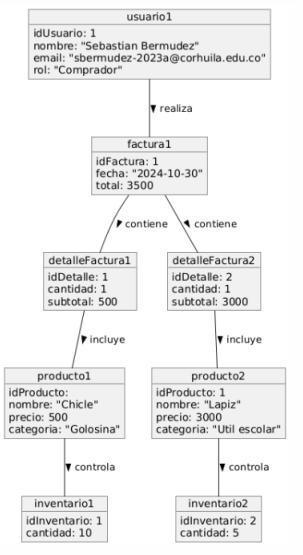 usuario1
idUsuario: 1
nombre: "Sebastian Bermudez"
email: "sbermudez-2023a@corhuila.edu.co"
rol: "Comprador"
realiza
factura1
idFactura: 1
fecha: "2024-10-30"
total: 3500
contiene
contiene
detalleFactura1
idDetalle: 1
cantidad: 1
subtotal: 500
detalleFactura2
idDetalle: 2
cantidad: 1
subtotal: 3000
incluye
incluye
producto1
idProducto:
nombre: "Chicle"
precio: 500
categoria: "Golosina"
producto2
idProducto: 1
nombre: "Lapiz"
precio: 3000
categoria: "Util escolar"
controla
controla
inventario1
idInventario: 1
cantidad: 10
inventario2
idInventario: 2
cantidad: 5